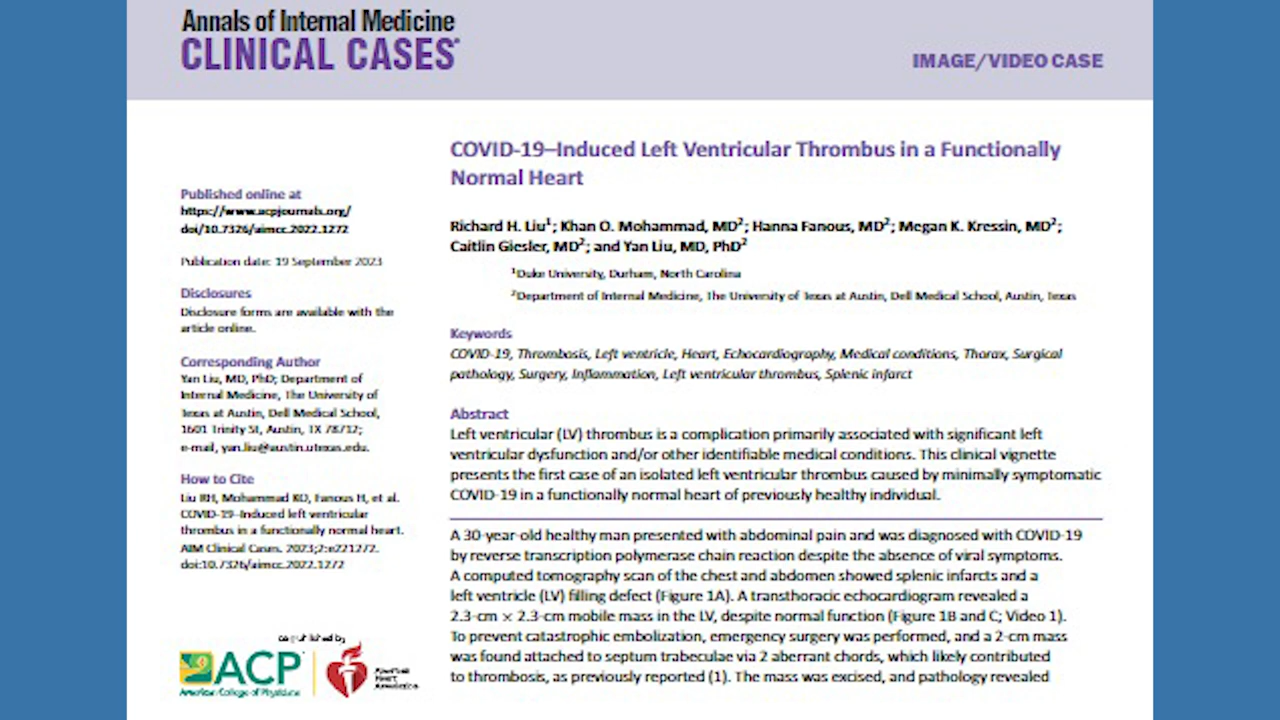 Annals of Internal Medicine
CLINICAL CASES
IMAGE/VIDEO CASE
COVID-19–Induced Left Ventricular Thrombus in a Functionally
Normal Heart
Richard H. Liu1; Khan O. Mohammad, MD2; Hanna Fanous, MD2; Megan K. Kressin, MD2;
Caitlin Giesler, MD2; and Yan Liu, MD, PhD2
1Duke University, Durham, North Carolina
2Department of Internal Medicine, The University of Texas at Austin, Dell Medical School, Austin, Texas
Keywords
COVID-19, Thrombosis, Left ventricle, Heart, Echocardiography, Medical conditions, Thorax, Surgical
pathology, Surgery, Inflammation, Left ventricular thrombus, Splenic infarct
Abstract
Left ventricular (LV) thrombus is a complication primarily associated with significant left
ventricular dysfunction and/or other identifiable medical conditions. This clinical vignette
presents the first case of an isolated left ventricular thrombus caused by minimally symptomatic
COVID-19 in a functionally normal heart of previously healthy individual.
A 30-year-old healthy man presented with abdominal pain and was diagnosed with COVID-19
by reverse transcription polymerase chain reaction despite the absence of viral symptoms.
A computed tomography scan of the chest and abdomen showed splenic infarcts and a
left ventricle (LV) filling defect (Figure 1A). A transthoracic echocardiogram revealed a
2.3-cm × 2.3-cm mobile mass in the LV, despite normal function (Figure 1B and C; Video 1).
To prevent catastrophic embolization, emergency surgery was performed, and a 2-cm mass
was found attached to septum trabeculae via 2 aberrant chords, which likely contributed
to thrombosis, as previously reported (1). The mass was excised, and pathology revealed
Published online at
https://www.acpjournals.org/
doi/10.7326/aimcc.2022.1272
Publication date: 19 September 2023
Disclosures
Disclosure forms are available with the
article online.
Corresponding Author
Yan Liu, MD, PhD; Department of
Internal Medicine, The University of
Texas at Austin, Dell Medical School,
1601 Trinity St, Austin, TX 78712;
e-mail, yan.liu@austin.utexas.edu.
How to Cite
Liu RH, Mohammad KO, Fanous H, et al.
COVID-19–Induced left ventricular
thrombus in a functionally normal heart.
AIM Clinical Cases. 2023;2:e221272.
doi:10.7326/aimcc.2022.1272
co-published by
ACP
American College of Physicians
American
Heart
Association